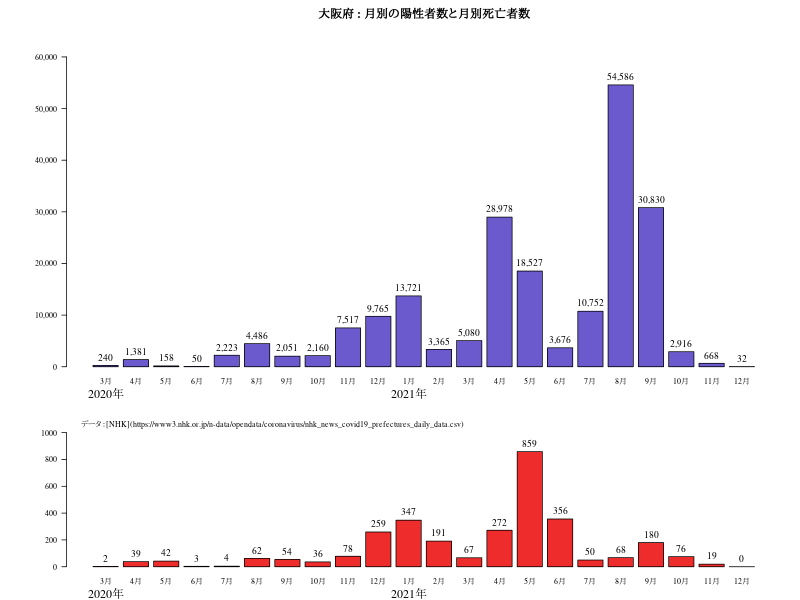 大阪府 : 月別の陽性者数と月別死亡者数
60,000
50,000
40,000
30,000
20,000
10,000
0
240 1,381 158 50 2,223 4,486 2,051 2,160 7,517 9,765 13,721 3,365 5,080 28,978 18,527 3,676 10,752 54,586 30,830 2,916 668 32
3月 4月 5月 6月 7月 8月 9月 10月 11月 12月 1月 2月 3月 4月 5月 6月 7月 8月 9月 10月 11月 12月
2020年 2021年
データ : [NHK](https://www3.nhk.or.jp/n-data/opendata/coronavirus/nhk_news_covid19_prefectures_daily_data.csv)
1000
800
600
400
200
0
2 39 42 3 4 62 54 36 78 259 347 191 67 272 859 356 50 68 180 76 19 0
3月 4月 5月 6月 7月 8月 9月 10月 11月 12月 1月 2月 3月 4月 5月 6月 7月 8月 9月 10月 11月 12月
2020年 2021年